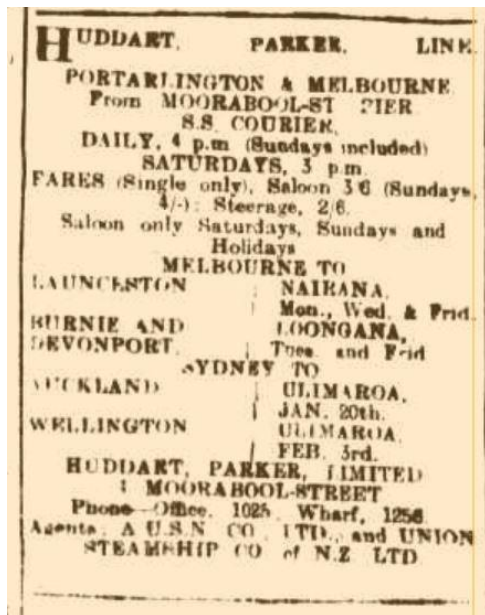 HUDDART, PARKER, LINE
PORTARLINGTON & MELBOURNE
From MOORABOOL-ST PIER
S.S. COURIER,
DAILY, 4 p.m (Sundays included)
SATURDAYS, 3 p.m.
FARES (Single only), Saloon 3/6 (Sundays,
4/-); Steerage, 2/6.
Saloon only Saturdays, Sundays and
Holidays
MELBOURNE TO
LAUNCESTON NAIRANA,
Mon., Wed. & Frid.
BURNIE AND LOONGANA,
DEVONPORT, Tues. and Frid
SYDNEY TO
AUCKLAND ULIMAROA,
JAN. 20th.
WELLINGTON ULIMAROA,
FEB. 3rd.
HUDDART, PARKER, LIMITED
MOORABOOL-STREET
Phone—Office, 1025, Wharf, 1256
Agents: A U.S.N CO, LTD., and UNION
STEAMSHIP CO of N.Z LTD